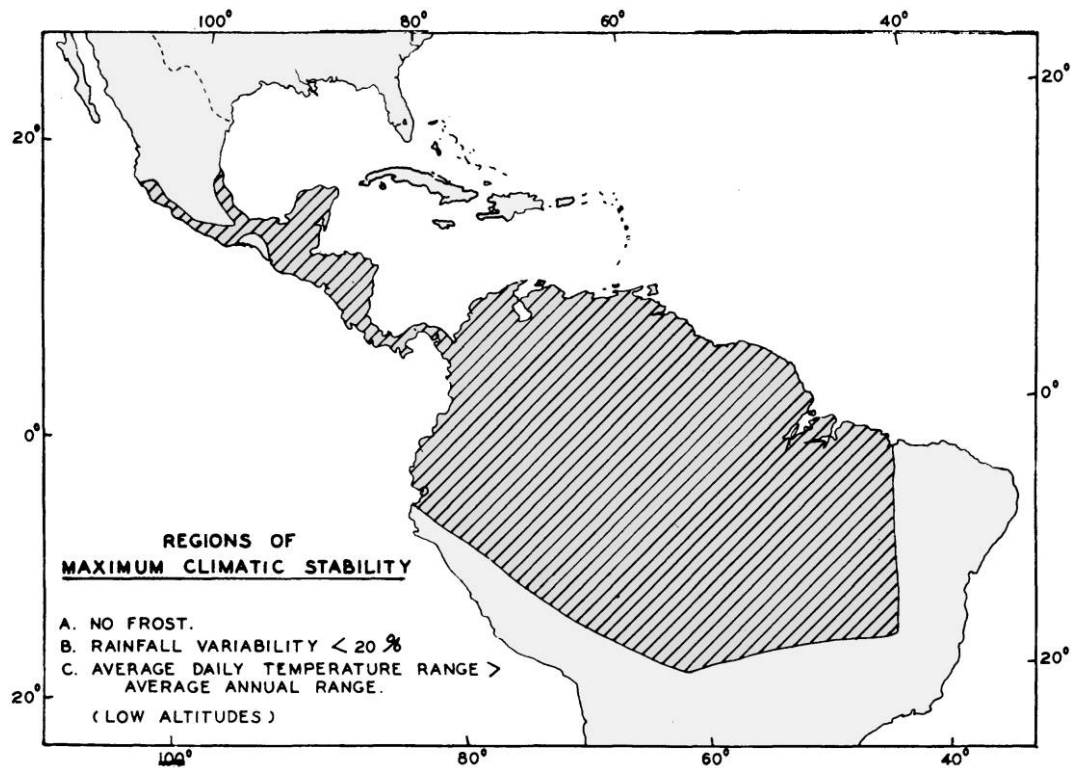 100° 80° 60° 40°
20° 20°
0° 0°
20° 20°
REGIONS OF
MAXIMUM CLIMATIC STABILITY
A. NO FROST.
B. RAINFALL VARIABILITY < 20 %
C. AVERAGE DAILY TEMPERATURE RANGE >
AVERAGE ANNUAL RANGE.
(LOW ALTITUDES)
100° 80° 60° 40°